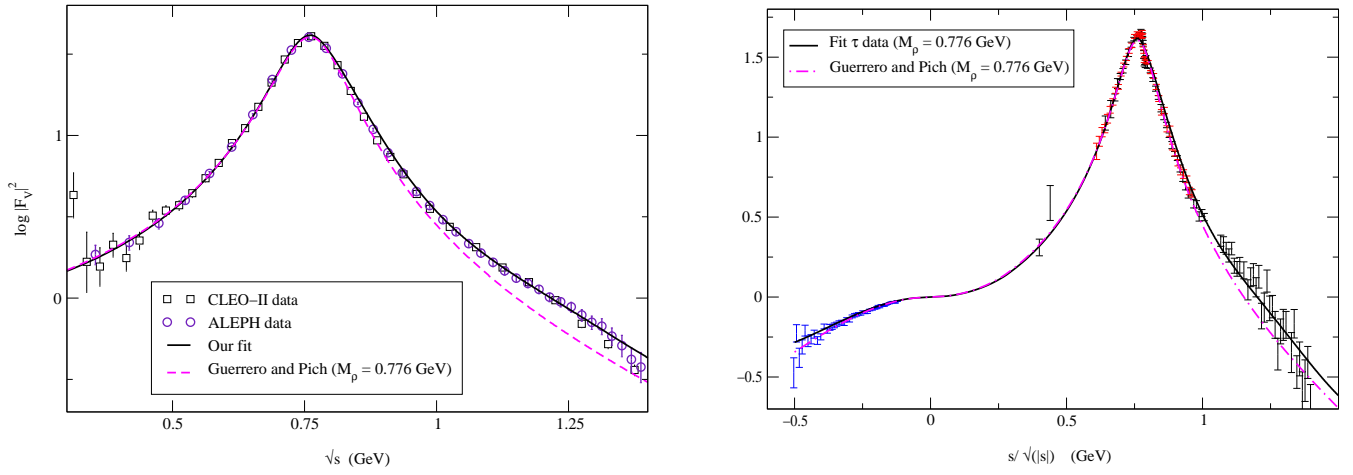 1
0
log |F_V|^2
0.5
0.75
1
1.25
√s (GeV)
CLEO−II data
ALEPH data
Our fit
Guerrero and Pich (M_ρ = 0.776 GeV)
1.5
1
0.5
0
−0.5
−0.5
0
0.5
1
s/ √(|s|) (GeV)
Fit τ data (M_ρ = 0.776 GeV)
Guerrero and Pich (M_ρ = 0.776 GeV)